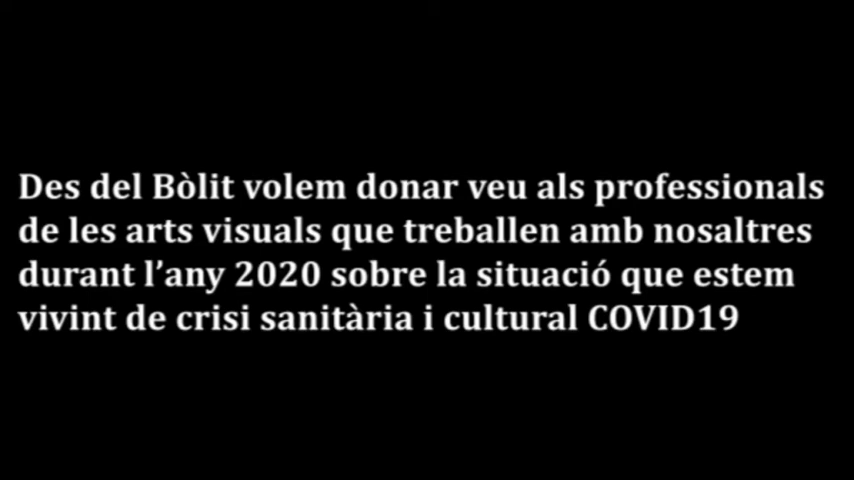 Des del Bòlit volem donar veu als professionals
de les arts visuals que treballen amb nosaltres
durant l’any 2020 sobre la situació que estem
vivint de crisi sanitària i cultural COVID19